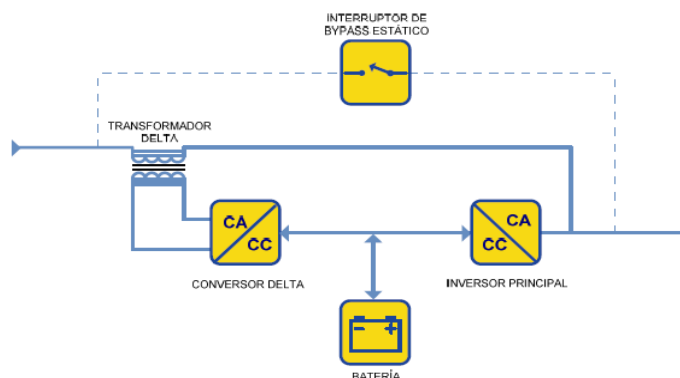 INTERRUPTOR DE
BYPASS ESTÁTICO
TRANSFORMADOR
DELTA
CA
CC
CA
CC
CONVERSOR DELTA
INVERSOR PRINCIPAL
BATERÍA